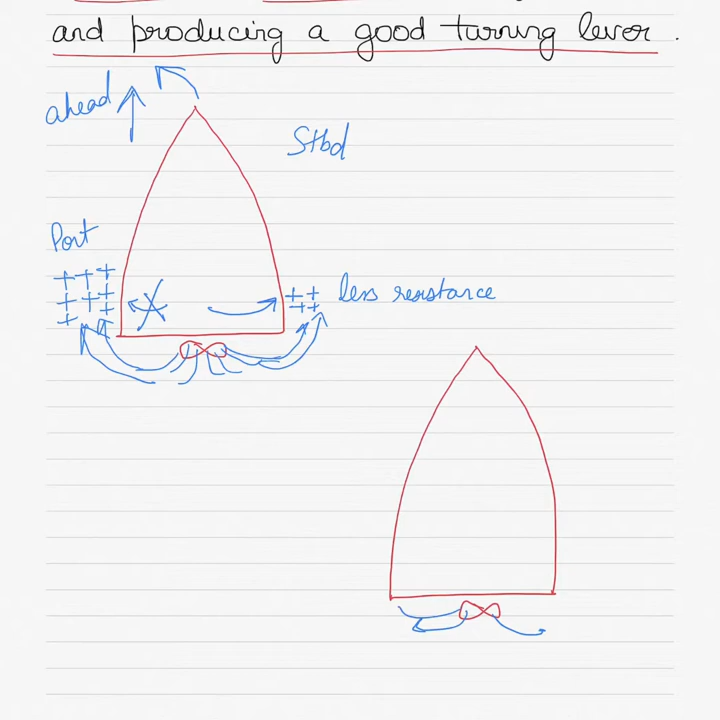 and producing a good turning lever.
ahead
Stbd
Port
less resistance